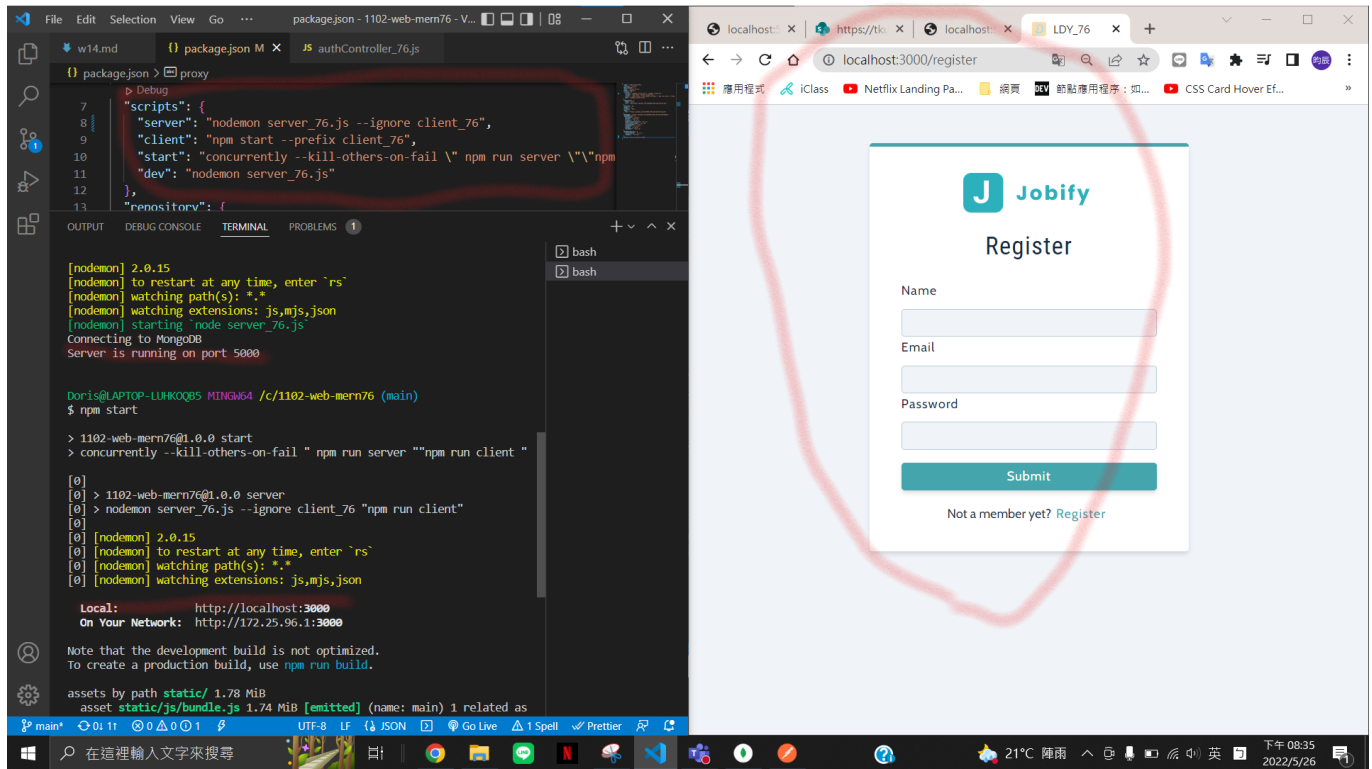 File Edit Selection View Go ··· package.json - 1102-web-mern76 - V...
w14.md {} package.json M JS authController_76.js
{} package.json > proxy
Debug
7 "scripts": {
8 "server": "nodemon server_76.js --ignore client_76",
9 "client": "npm start --prefix client_76",
10 "start": "concurrently --kill-others-on-fail \" npm run server \"\"npm
11 "dev": "nodemon server_76.js"
12 },
13 "repository": {
OUTPUT DEBUG CONSOLE TERMINAL PROBLEMS 1
bash
bash
[nodemon] 2.0.15
[nodemon] to restart at any time, enter `rs`
[nodemon] watching path(s): *.*
[nodemon] watching extensions: js,mjs,json
[nodemon] starting `node server_76.js`
Connecting to MongoDB
Server is running on port 5000
Doris@LAPTOP-LUHKOQB5 MINGW64 /c/1102-web-mern76 (main)
$ npm start
> 1102-web-mern76@1.0.0 start
> concurrently --kill-others-on-fail " npm run server ""npm run client "
[0]
[0] > 1102-web-mern76@1.0.0 server
[0] > nodemon server_76.js --ignore client_76 "npm run client"
[0]
[0] [nodemon] 2.0.15
[0] [nodemon] to restart at any time, enter `rs`
[0] [nodemon] watching path(s): *.*
[0] [nodemon] watching extensions: js,mjs,json
Local: http://localhost:3000
On Your Network: http://172.25.96.1:3000
Note that the development build is not optimized.
To create a production build, use npm run build.
assets by path static/ 1.78 MiB
asset static/js/bundle.js 1.74 MiB [emitted] (name: main) 1 related as
main* 0↓ 1↑ 0 0 1 UTF-8 LF {} JSON Go Live 1 Spell Prettier
localhost:5 https://tku localhost: LDY_76
localhost:3000/register
昀辰
應用程式 iClass Netflix Landing Pa... 網頁 DEV 節點應用程序：如... CSS Card Hover Ef... »
J Jobify
Register
Name
Email
Password
Submit
Not a member yet? Register
在這裡輸入文字來搜尋
21°C 陣雨 英 下午 08:35
2022/5/26
1